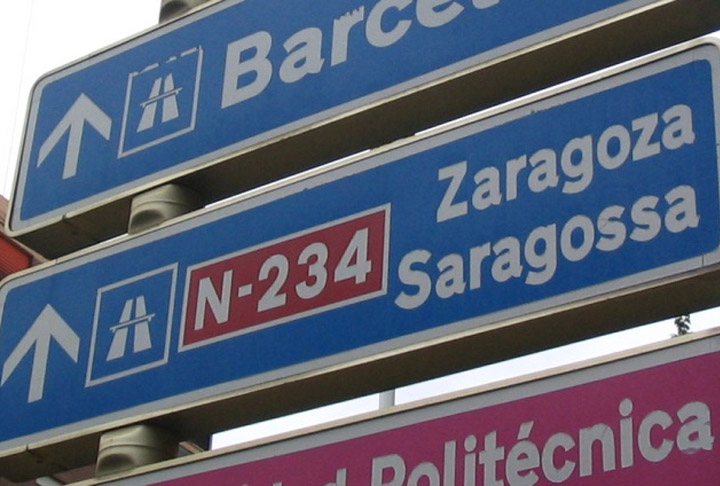 Barce
Zaragoza
N-234 Saragossa
d Politécnica